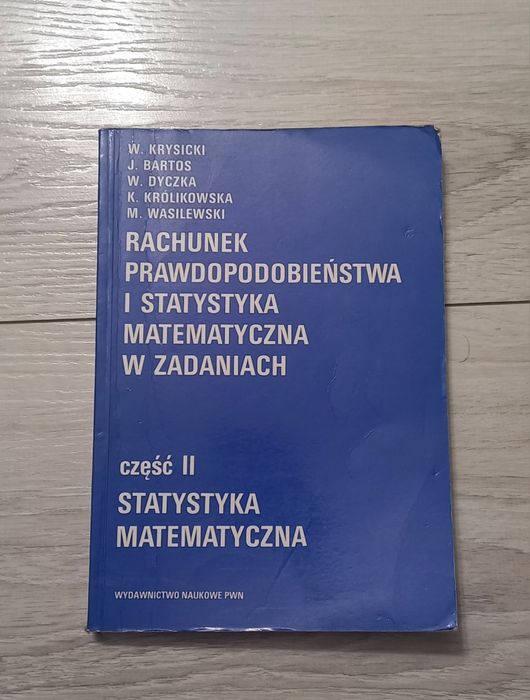 W. KRYSICKI
J. BARTOS
W. DYCZKA
K. KRÓLIKOWSKA
M. WASILEWSKI
RACHUNEK
PRAWDOPODOBIEŃSTWA
I STATYSTYKA
MATEMATYCZNA
W ZADANIACH
część II
STATYSTYKA
MATEMATYCZNA
WYDAWNICTWO NAUKOWE PWN